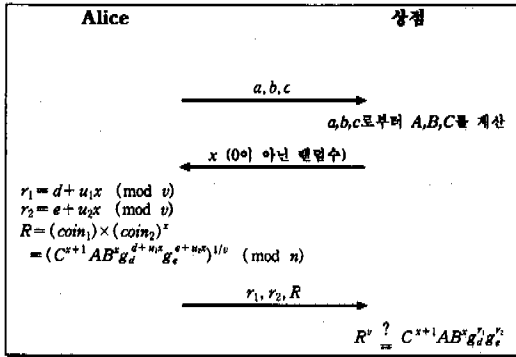 Alice 상점
a, b, c
a,b,c로부터 A,B,C를 계산
x (0이 아닌 랜덤수)
r₁ = d + u₁x (mod v)
r₂ = e + u₂x (mod v)
R = (coin₁) × (coin₂)ˣ
= (C^{x+1} AB^x g_d^{d+u₁x} g_e^{e+u₂x})^{1/v} (mod n)
r₁, r₂, R
R^v ?= C^{x+1} AB^x g_d^{r₁} g_e^{r₂}